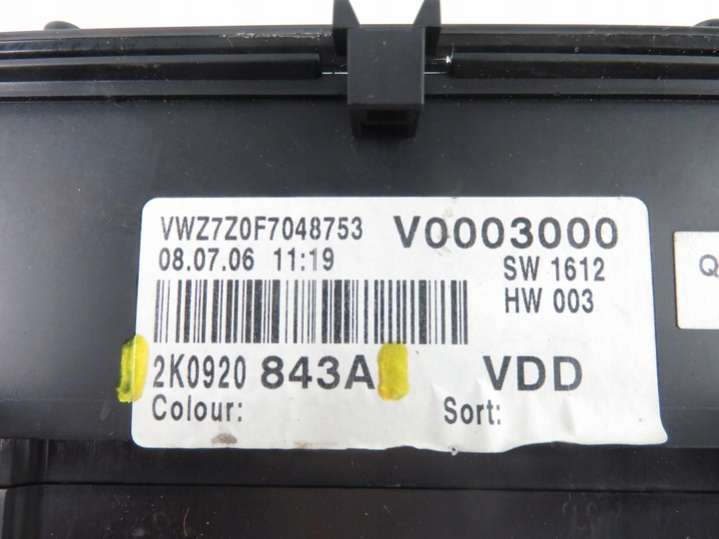 VWZ7Z0F7048753 V0003000
08.07.06 11:19 SW 1612
HW 003
2K0920 843A VDD
Colour: Sort:
Q